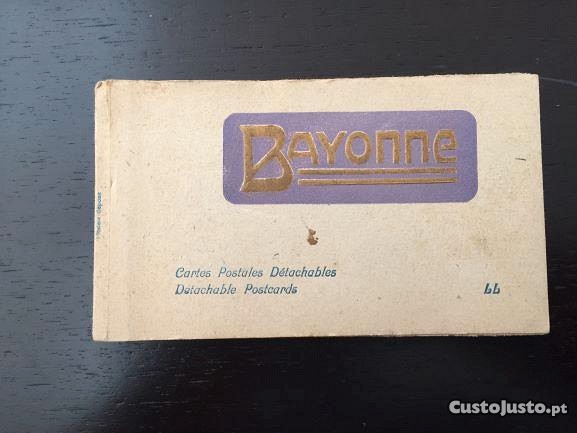 Bayonne
Cartes Postales Détachables
Detachable Postcards LL
CustoJusto.pt